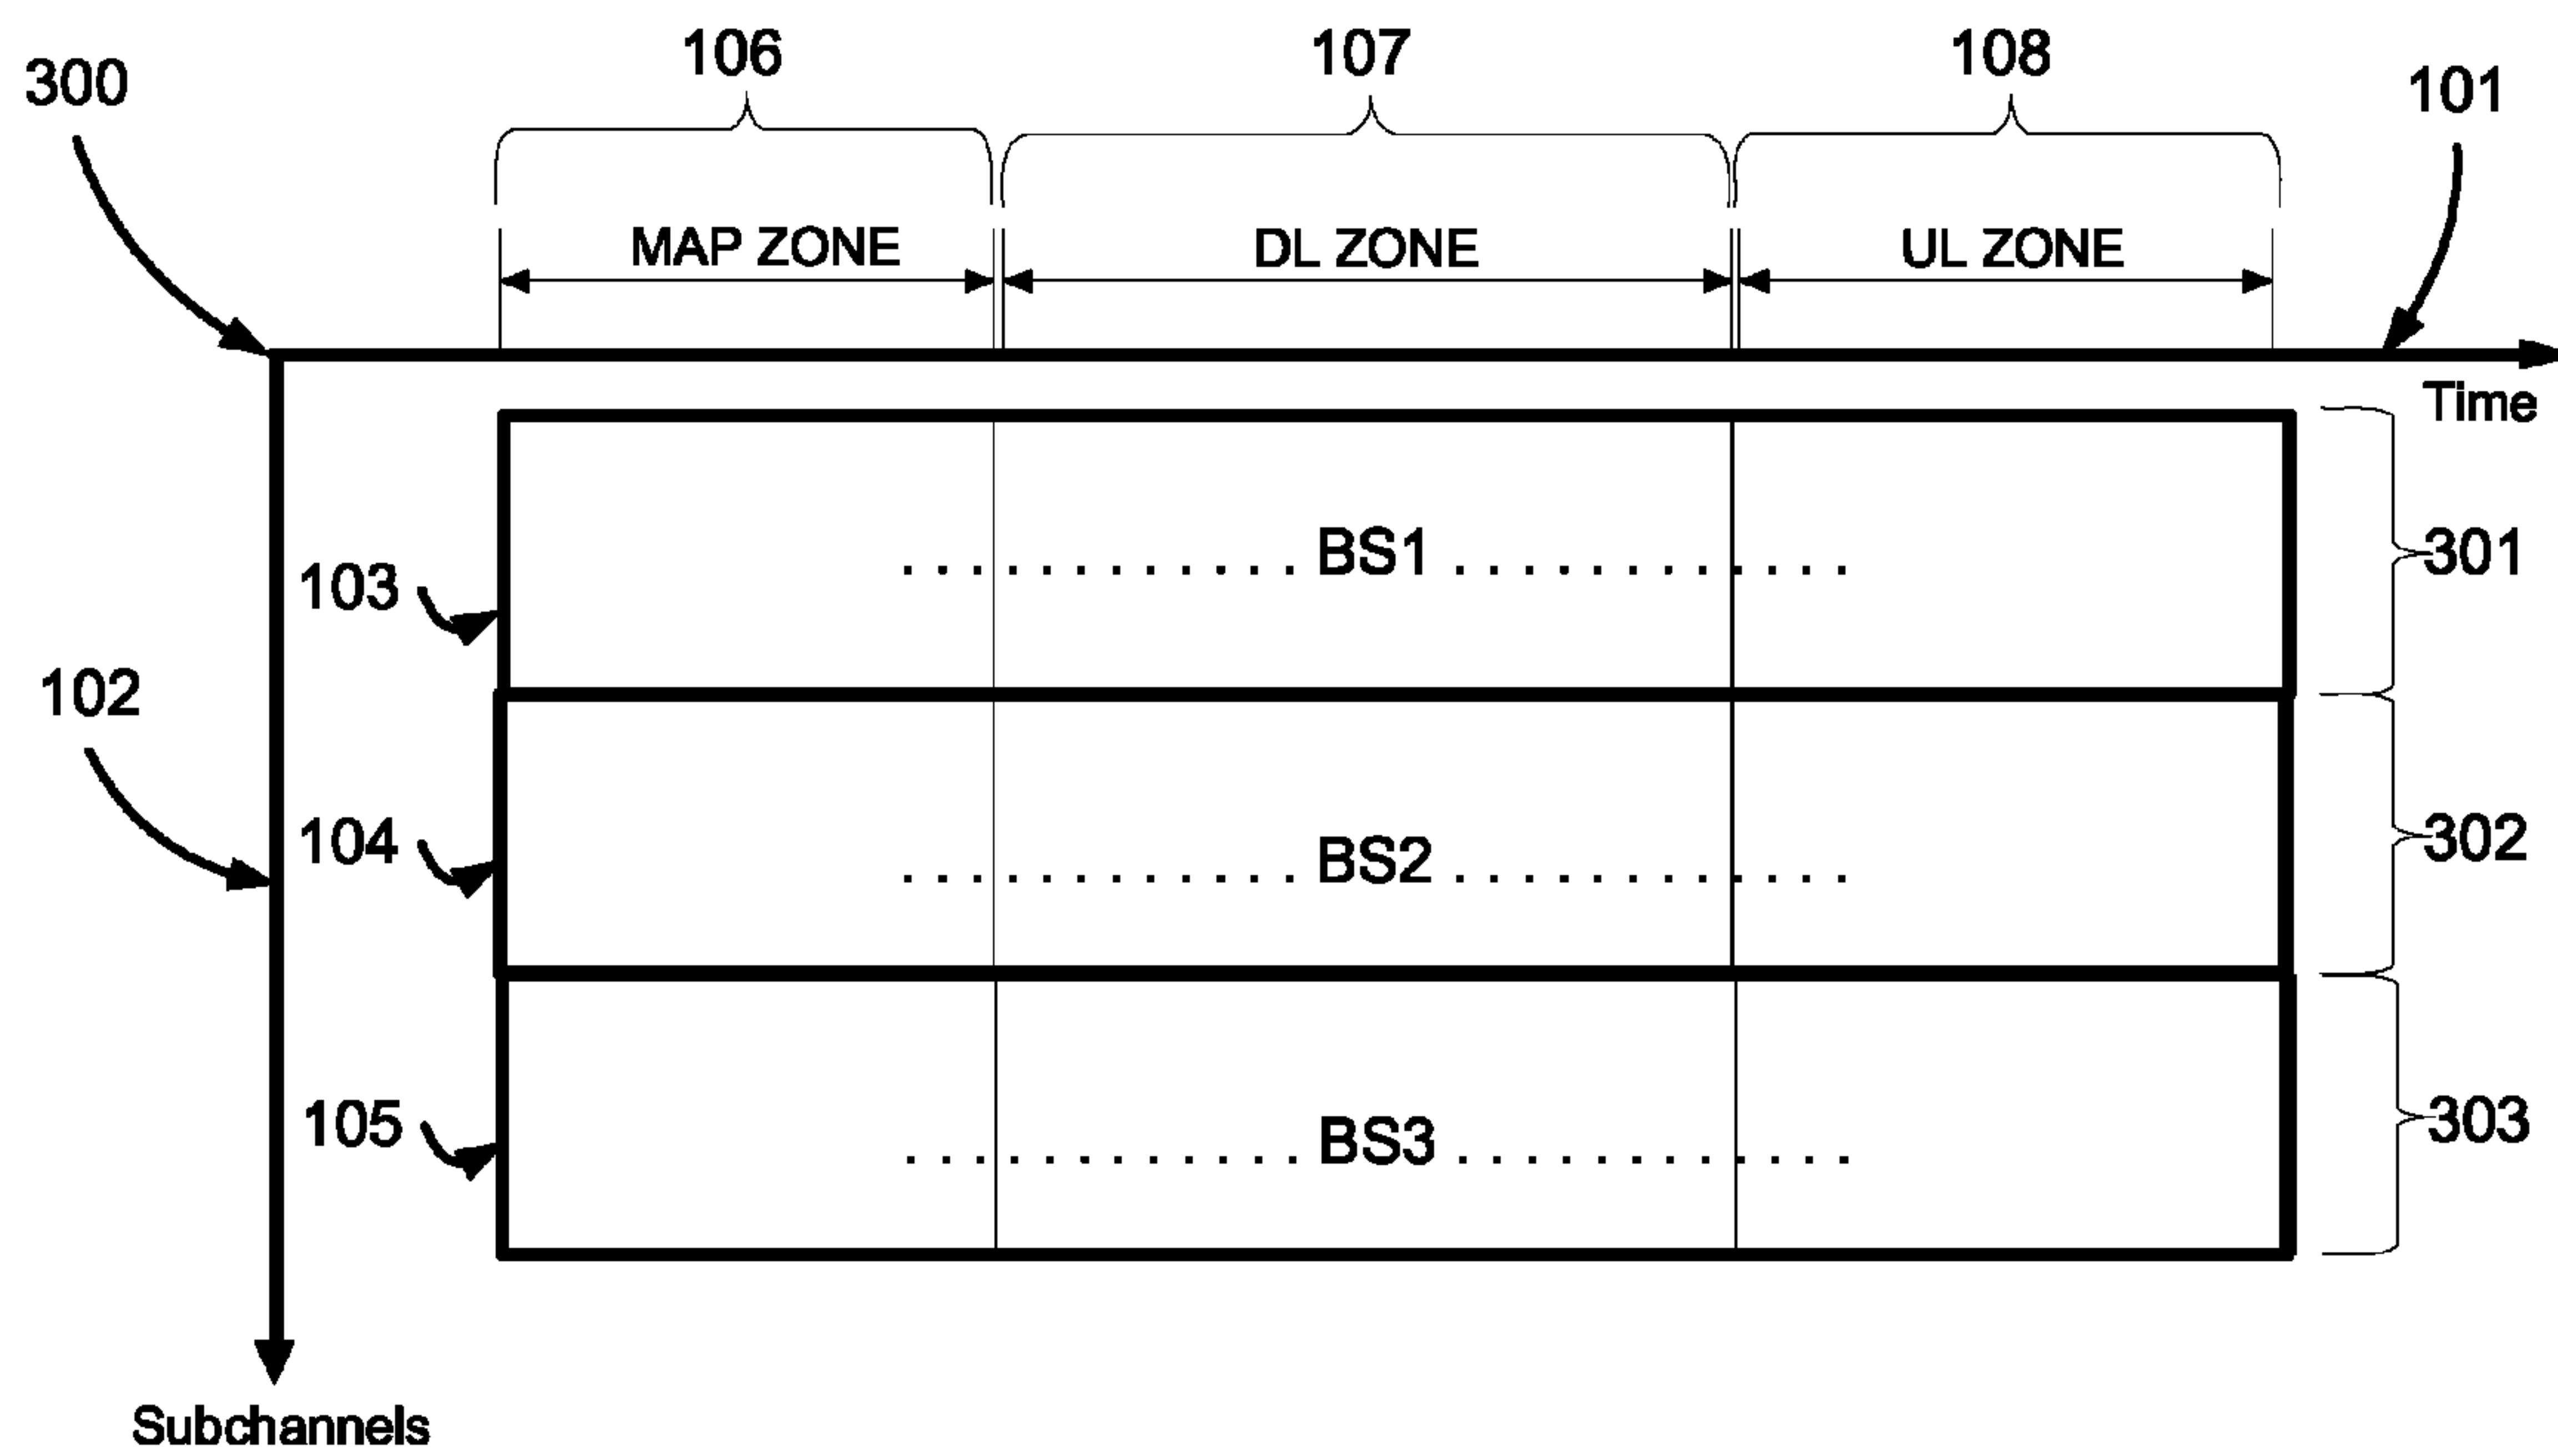 106 107 108
300 101
MAP ZONE DL ZONE UL ZONE
Time
............ BS1 ............
301
103
102
............ BS2 ............
302
104
............ BS3 ............
303
105
Subchannels